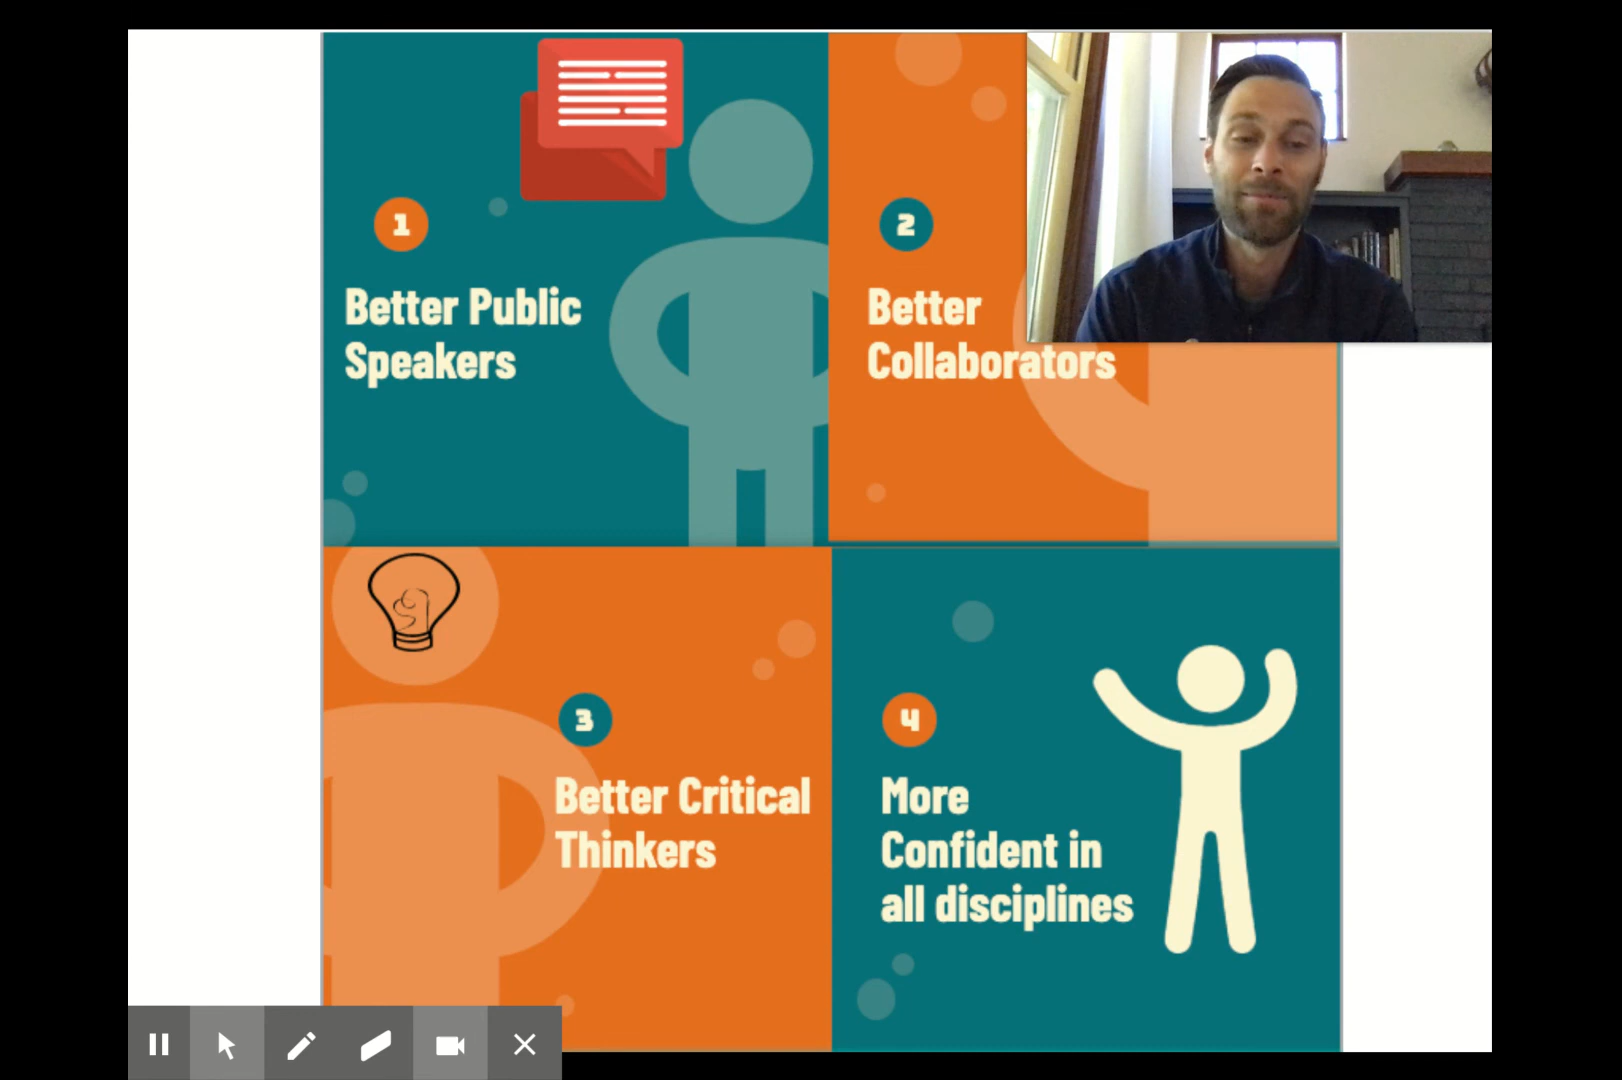 1
Better Public
Speakers
2
Better
Collaborators
3
Better Critical
Thinkers
4
More
Confident in
all disciplines